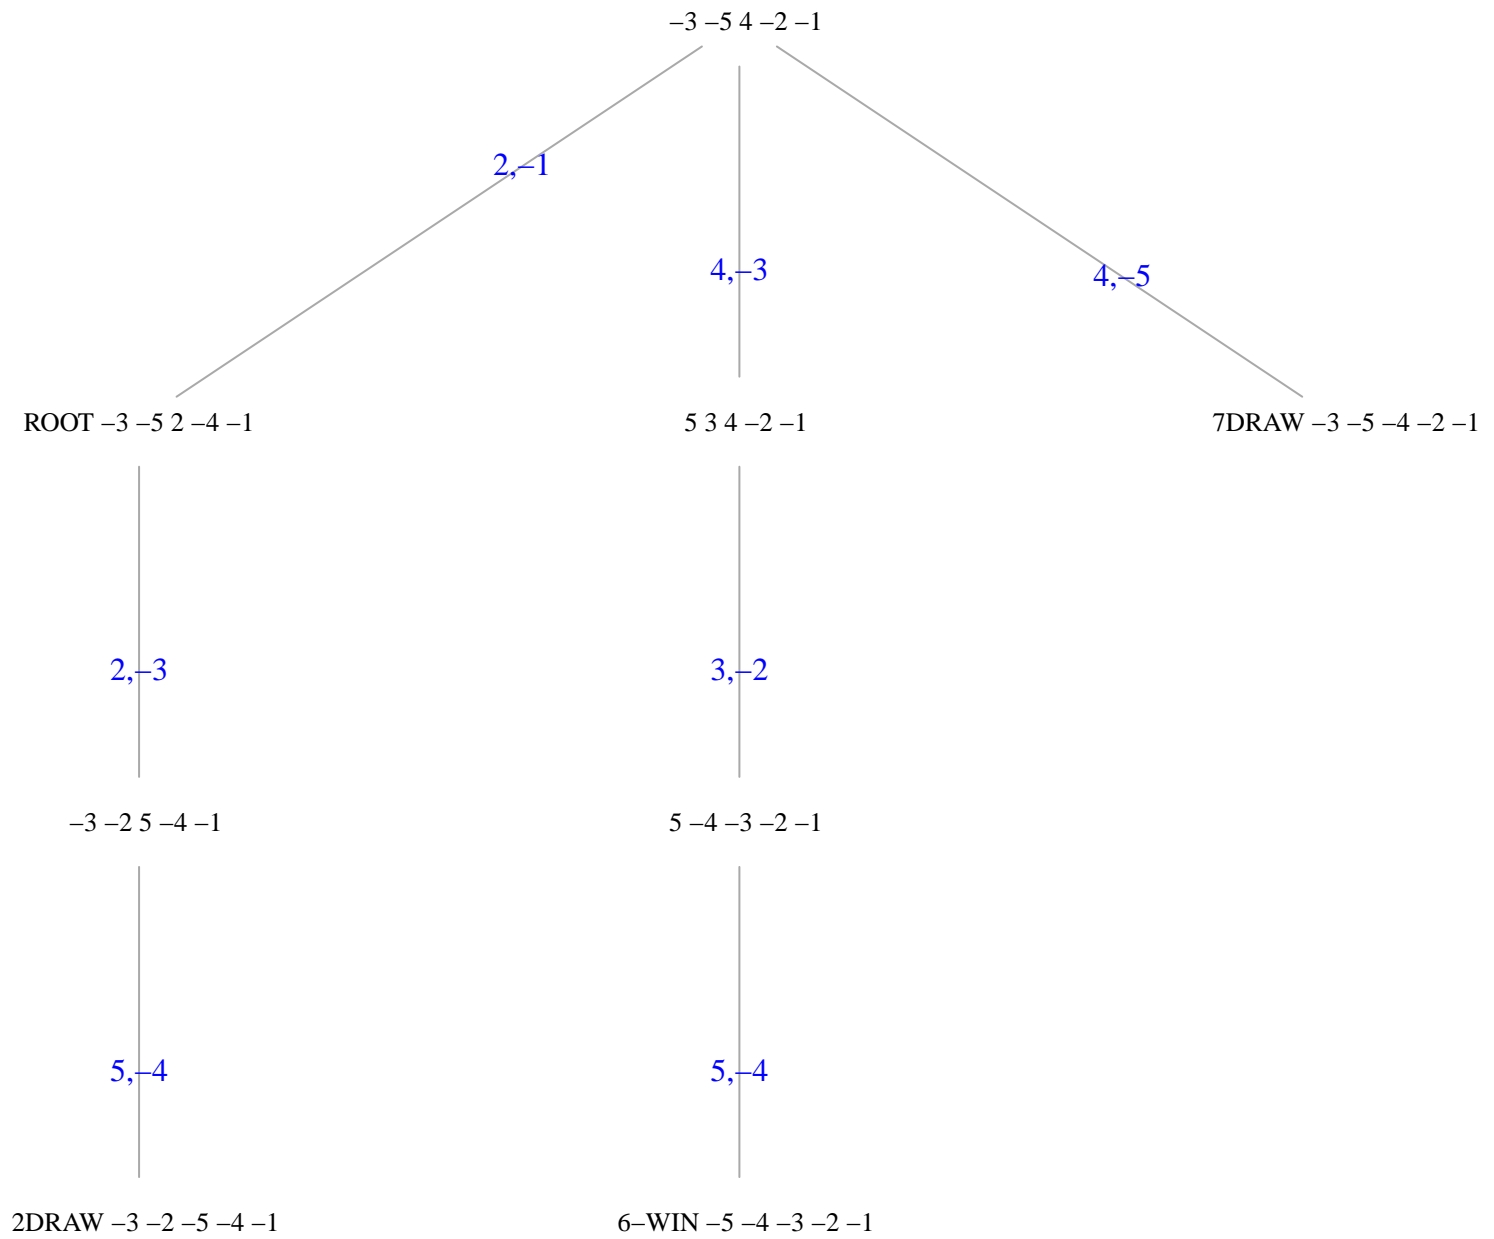 –3 –5 4 –2 –1
2,–1
4,–3
4,–5
ROOT –3 –5 2 –4 –1
5 3 4 –2 –1
7DRAW –3 –5 –4 –2 –1
2,–3
3,–2
–3 –2 5 –4 –1
5 –4 –3 –2 –1
5,–4
5,–4
2DRAW –3 –2 –5 –4 –1
6–WIN –5 –4 –3 –2 –1